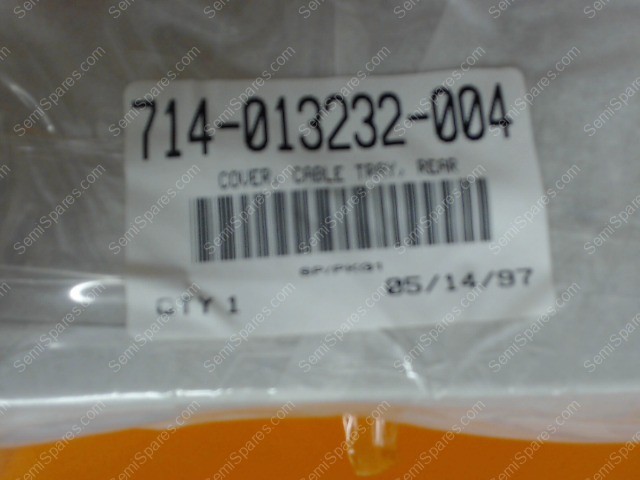 714-013232-004
COVER, CABLE TRAY, REAR
QTY 1
05/14/97
SemiSpares.com